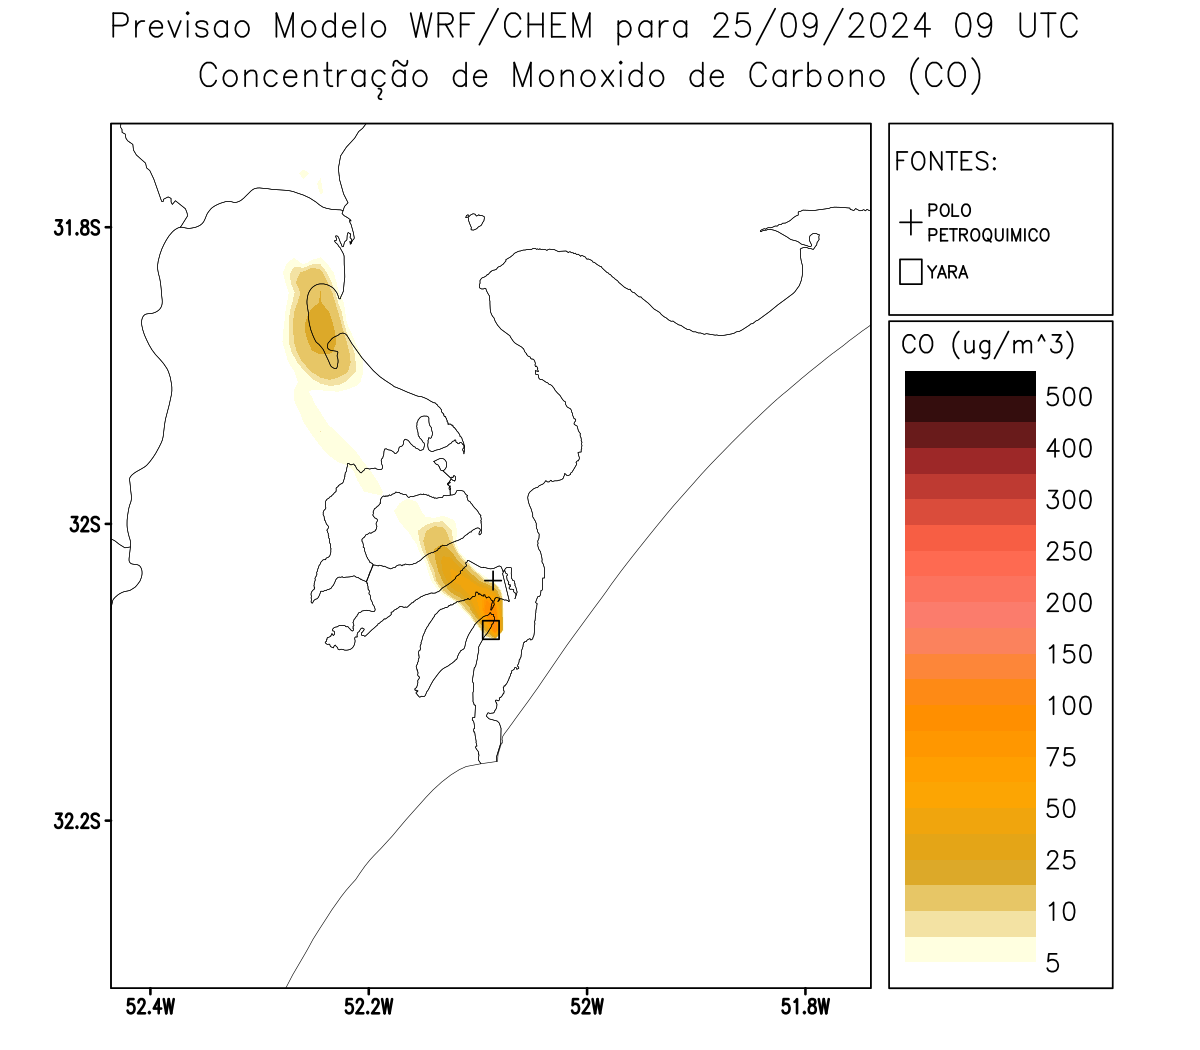 Previsao Modelo WRF/CHEM para 25/09/2024 09 UTC
Concentração de Monoxido de Carbono (CO)
FONTES:
POLO
PETROQUIMICO
YARA
CO (ug/m^3)
500
400
300
250
200
150
100
75
50
25
10
5
31.8S
32S
32.2S
52.4W
52.2W
52W
51.8W